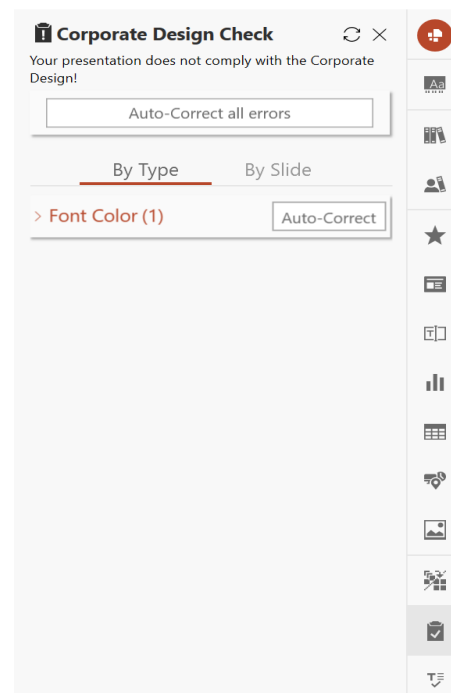 Corporate Design Check
Your presentation does not comply with the Corporate
Design!
Auto-Correct all errors
By Type By Slide
Font Color (1) Auto-Correct
Aa
T
T